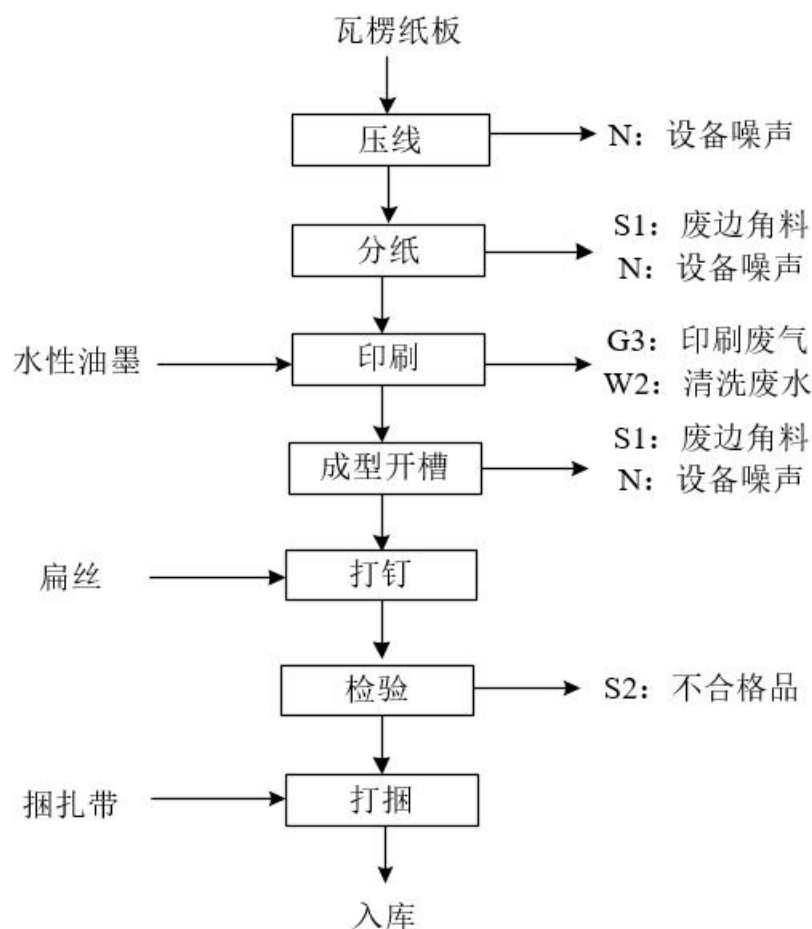 瓦楞纸板
压线
N：设备噪声
分纸
S1：废边角料
N：设备噪声
水性油墨
印刷
G3：印刷废气
W2：清洗废水
成型开槽
S1：废边角料
N：设备噪声
扁丝
打钉
检验
S2：不合格品
捆扎带
打捆
入库